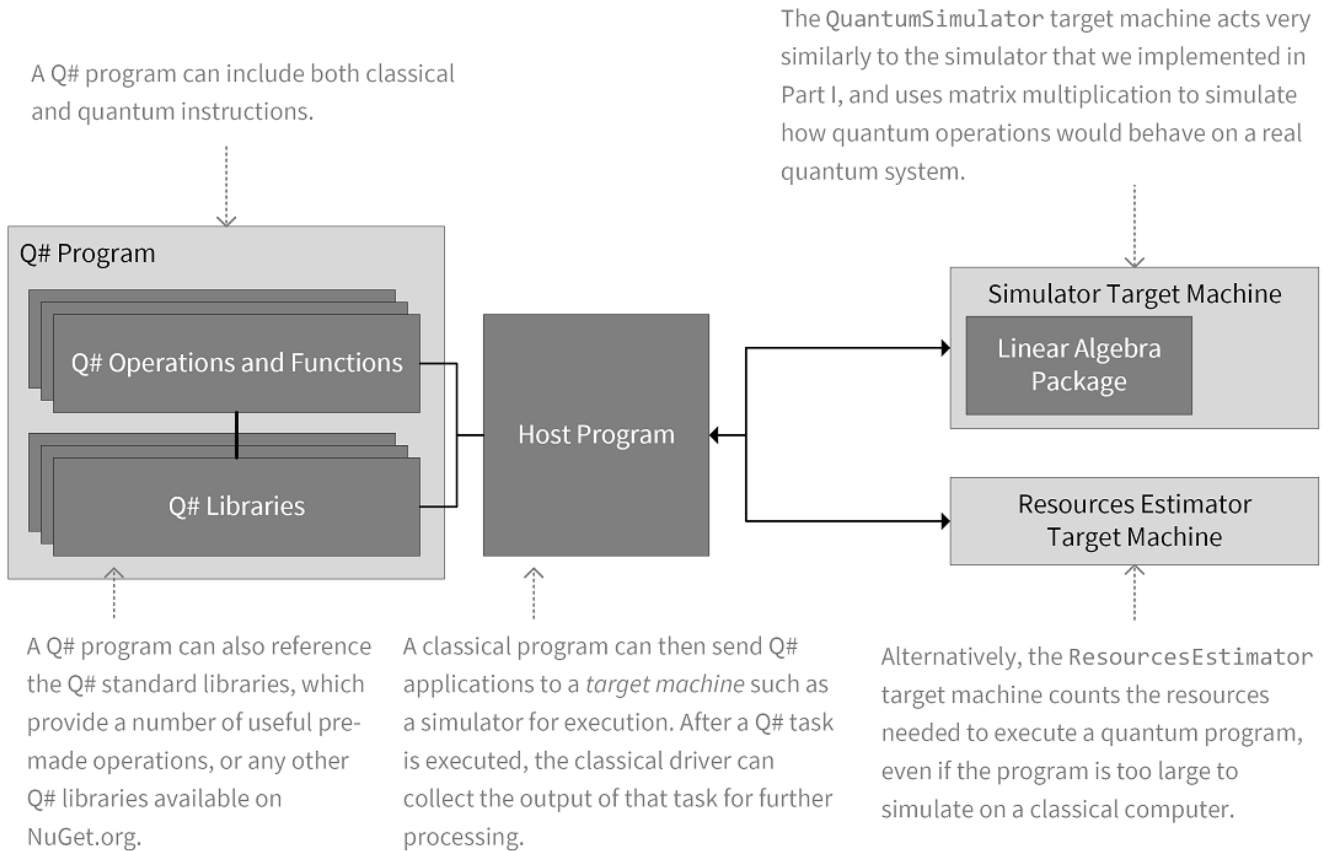 The QuantumSimulator target machine acts very
similarly to the simulator that we implemented in
Part I, and uses matrix multiplication to simulate
how quantum operations would behave on a real
quantum system.
A Q# program can include both classical
and quantum instructions.
Q# Program
Q# Operations and Functions
Q# Libraries
Host Program
Simulator Target Machine
Linear Algebra
Package
Resources Estimator
Target Machine
A Q# program can also reference
the Q# standard libraries, which
provide a number of useful pre-
made operations, or any other
Q# libraries available on
NuGet.org.
A classical program can then send Q#
applications to a target machine such as
a simulator for execution. After a Q# task
is executed, the classical driver can
collect the output of that task for further
processing.
Alternatively, the ResourcesEstimator
target machine counts the resources
needed to execute a quantum program,
even if the program is too large to
simulate on a classical computer.